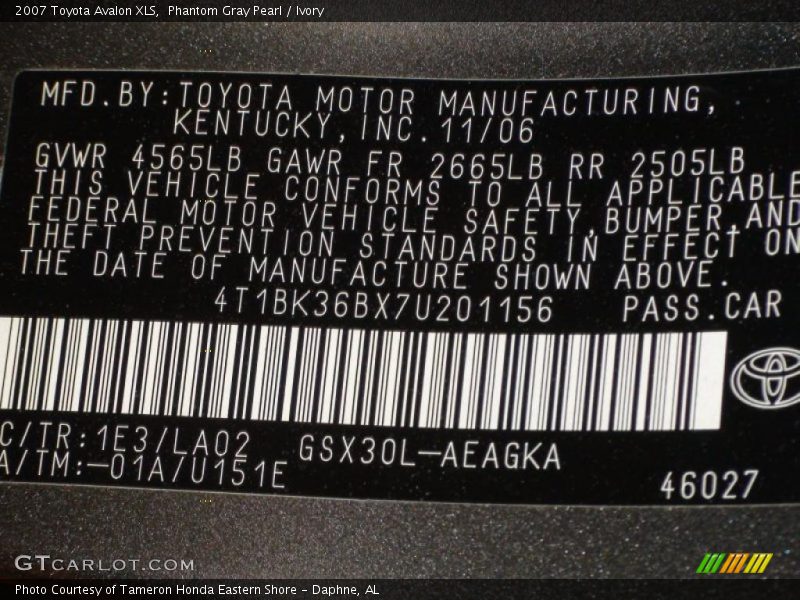 2007 Toyota Avalon XLS, Phantom Gray Pearl / Ivory
MFD.BY:TOYOTA MOTOR MANUFACTURING,
KENTUCKY,INC.11/06
GVWR 4565LB GAWR FR 2665LB RR 2505LB
THIS VEHICLE CONFORMS TO ALL APPLICABLE
FEDERAL MOTOR VEHICLE SAFETY,BUMPER,AND
THEFT PREVENTION STANDARDS IN EFFECT ON
THE DATE OF MANUFACTURE SHOWN ABOVE.
4T1BK36BX7U201156 PASS.CAR
C/TR:1E3/LA02 GSX30L-AEAGKA
A/TM:-01A/U151E
46027
GTCARLOT.COM
Photo Courtesy of Tameron Honda Eastern Shore - Daphne, AL